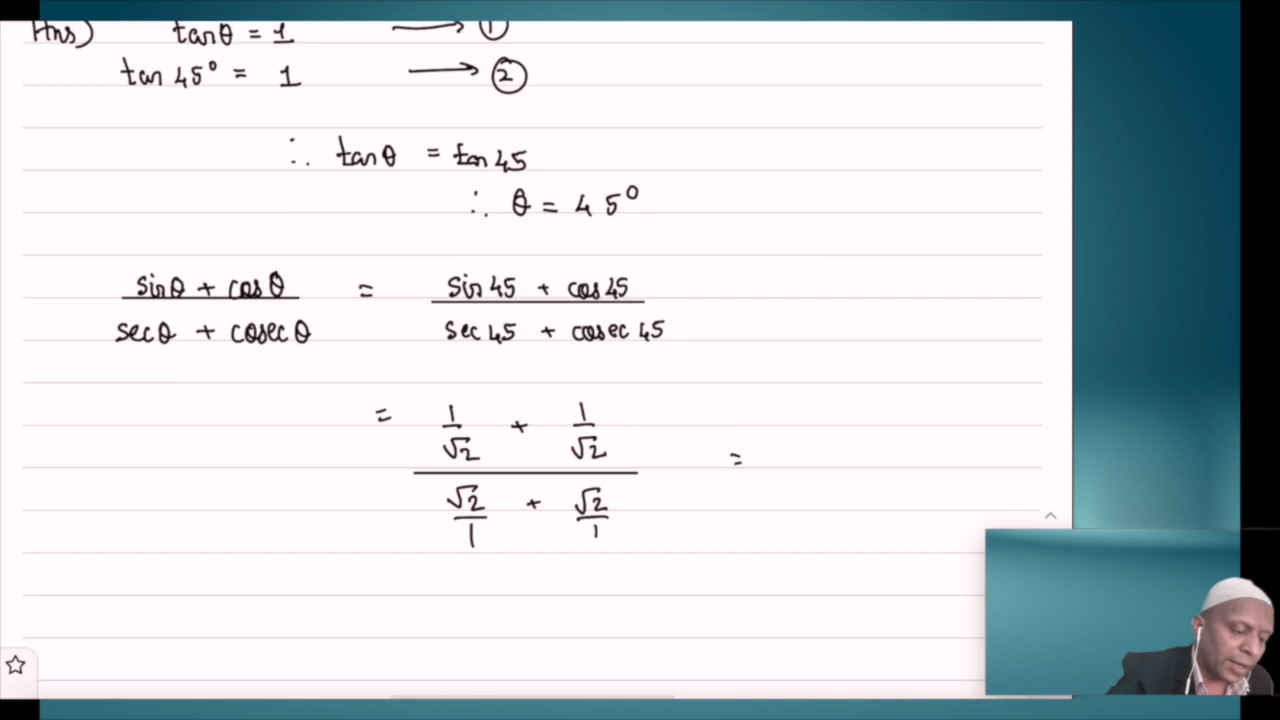 Ans) tanθ = 1 ⟶ ①
tan 45° = 1 ⟶ ②
∴ tanθ = tan 45
∴ θ = 45°
sinθ + cosθ = sin 45 + cos 45
secθ + cosecθ sec 45 + cosec 45
= 1/√2 + 1/√2 =
√2/1 + √2/1